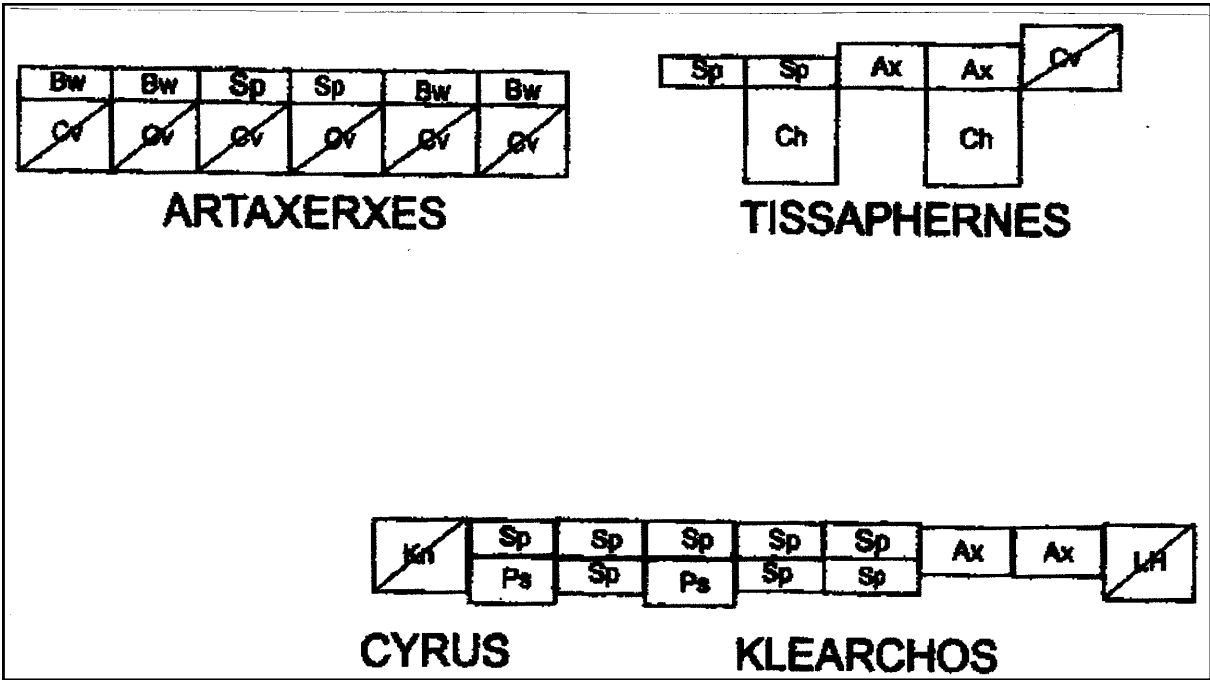 Bw Bw Sp Sp Bw Bw
Cv Cv Cv Cv Cv Cv
ARTAXERXES
Sp Sp Ax Ax Cv
Ch Ch
TISSAPHERNES
Kn Sp Sp Sp Sp Sp Ax Ax LH
Ps Sp Ps Sp Sp
CYRUS KLEARCHOS